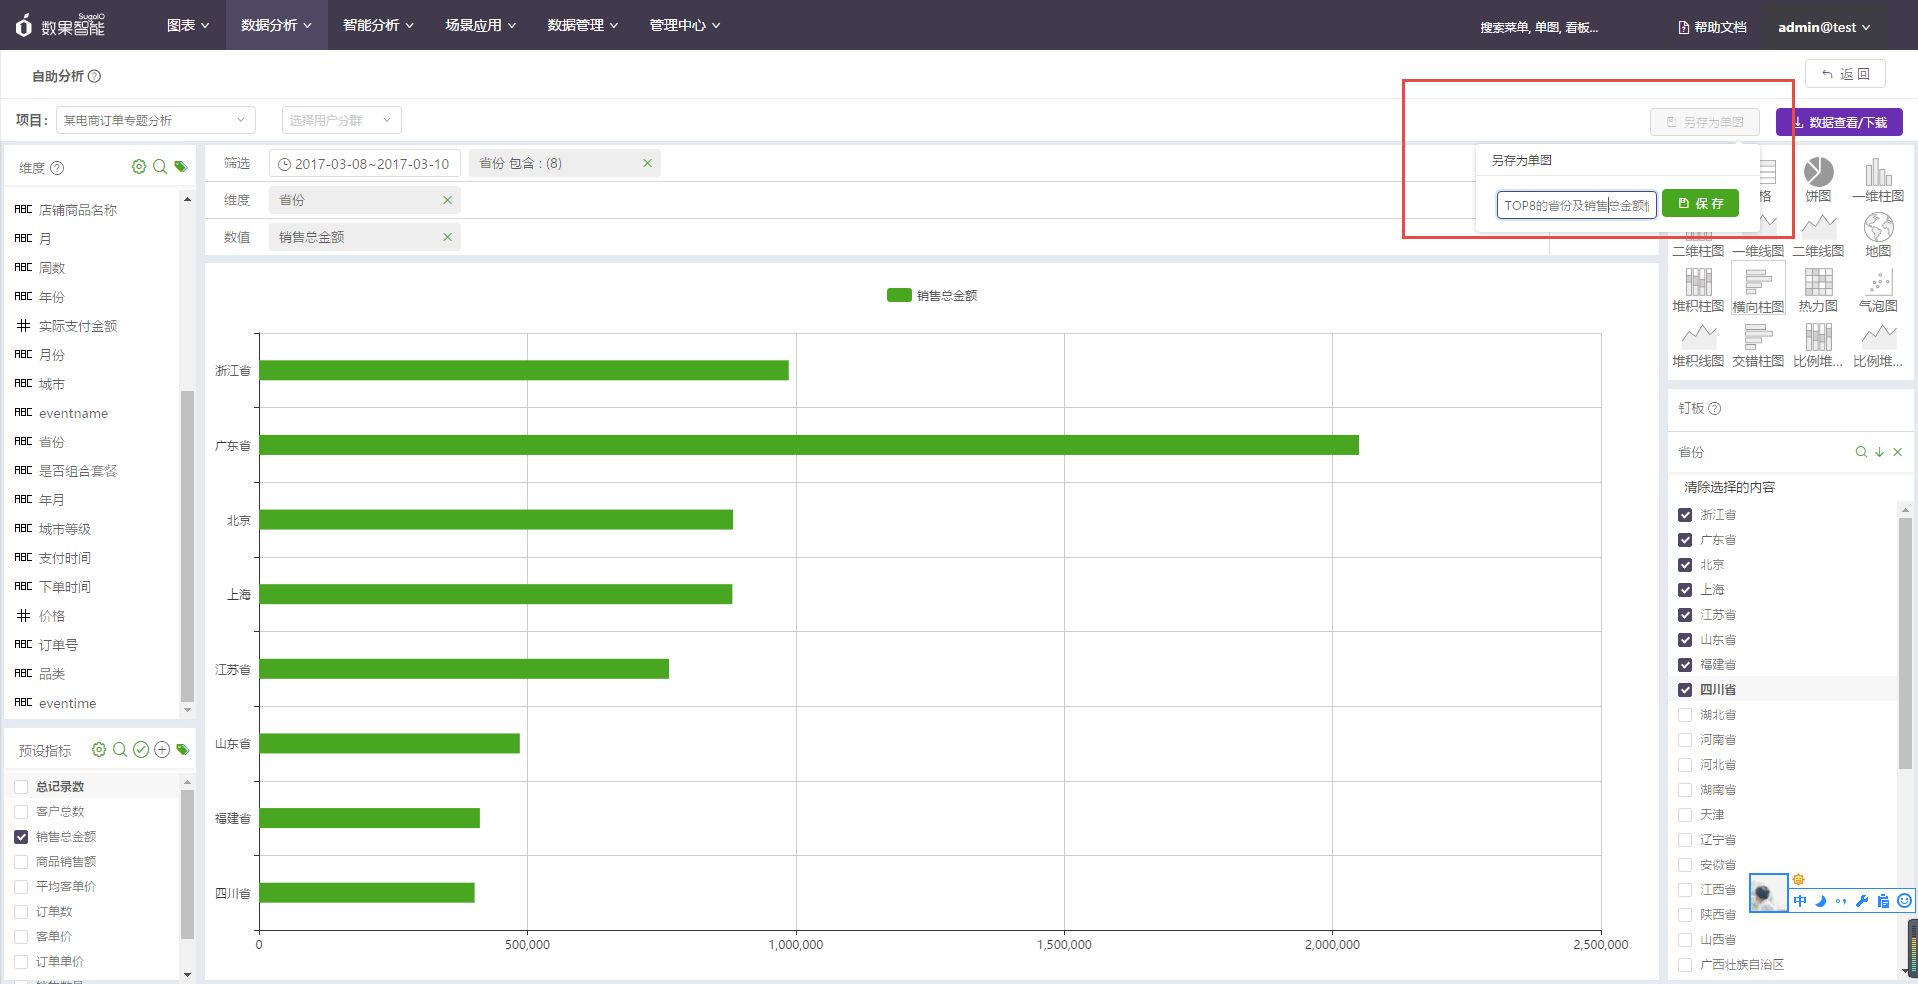 SugoIO
数果智能
图表
数据分析
智能分析
场景应用
数据管理
管理中心
搜索菜单, 单图, 看板...
帮助文档
admin@test
自助分析
返 回
项目：
某电商订单专题分析
选择用户分群
另存为单图
数据查看/下载
维度
ABC 店铺商品名称
ABC 月
ABC 周数
ABC 年份
实际支付金额
ABC 月份
ABC 城市
ABC eventname
ABC 省份
ABC 是否组合套餐
ABC 年月
ABC 城市等级
ABC 支付时间
ABC 下单时间
价格
ABC 订单号
ABC 品类
ABC eventime
预设指标
总记录数
客户总数
销售总金额
商品销售额
平均客单价
订单数
客单价
订单单价
筛选
2017-03-08~2017-03-10
省份 包含 : (8)
维度
省份
数值
销售总金额
另存为单图
TOP8的省份及销售总金额
保 存
销售总金额
浙江省
广东省
北京
上海
江苏省
山东省
福建省
四川省
0
500,000
1,000,000
1,500,000
2,000,000
2,500,000
格
饼图
一维柱图
二维柱图
一维线图
二维线图
地图
堆积柱图
横向柱图
热力图
气泡图
堆积线图
交错柱图
比例堆...
比例堆...
钉板
省份
清除选择的内容
浙江省
广东省
北京
上海
江苏省
山东省
福建省
四川省
湖北省
河南省
河北省
湖南省
天津
辽宁省
安徽省
江西省
陕西省
山西省
广西壮族自治区
中